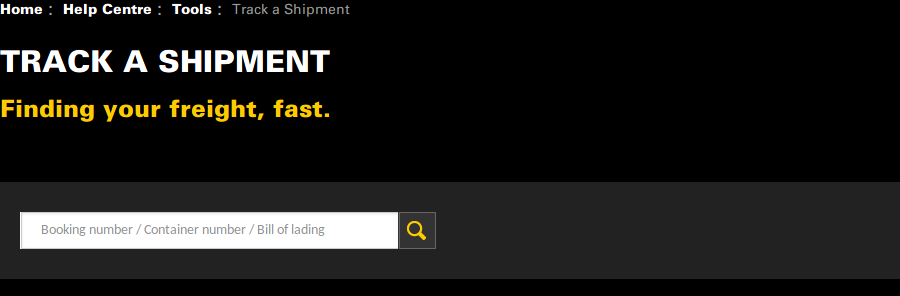 Home : Help Centre : Tools : Track a Shipment
TRACK A SHIPMENT
Finding your freight, fast.
Booking number / Container number / Bill of lading